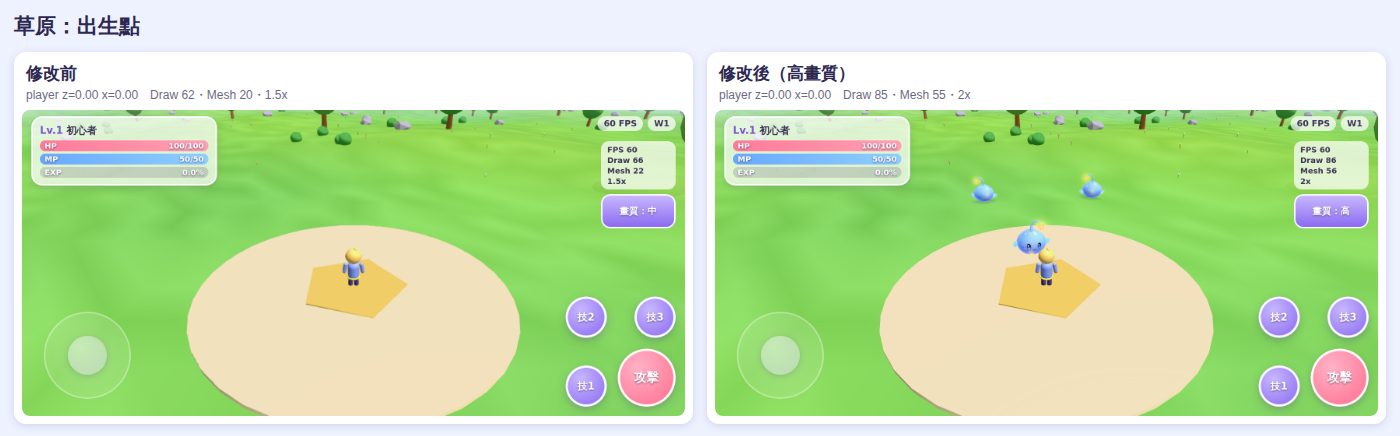 草原：出生點
修改前
player z=0.00 x=0.00 Draw 62・Mesh 20・1.5x
Lv.1 初心者
HP 100/100
MP 50/50
EXP 0.0%
60 FPS W1
FPS 60
Draw 66
Mesh 22
1.5x
畫質：中
技2 技3
技1 攻擊
修改後（高畫質）
player z=0.00 x=0.00 Draw 85・Mesh 55・2x
Lv.1 初心者
HP 100/100
MP 50/50
EXP 0.0%
60 FPS W1
FPS 60
Draw 86
Mesh 56
2x
畫質：高
技2 技3
技1 攻擊